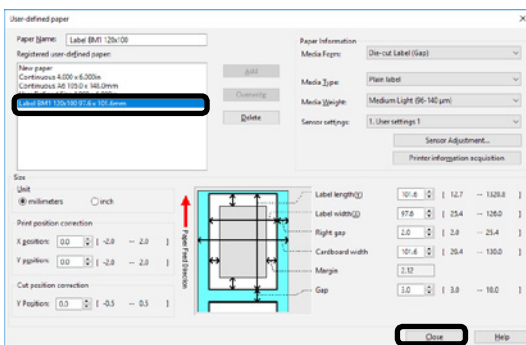 User-defined paper
Paper Name: Label BM1 120x100
Registered user-defined paper:
New paper
Continuous 4.000 x 6.000in
Continuous A6 105.0 x 148.0mm
Label BM1 120x100 97.6 x 101.6mm
Add
Overwrite
Delete
Paper Information
Media Form: Die-cut Label (Gap)
Media Type: Plain label
Media Weight: Medium Light (96-140 μm)
Sensor settings: 1. User settings 1
Sensor Adjustment...
Printer information acquisition
Size
Unit
millimeters inch
Print position correction
X position: 0.0 [ -2.0 -- 2.0 ]
Y position: 0.0 [ -2.0 -- 2.0 ]
Cut position correction
Y Position: 0.3 [ -0.5 -- 0.5 ]
Paper Feed Direction
Label length(Y) 101.6 [ 12.7 -- 1320.8 ]
Label width(X) 97.6 [ 25.4 -- 126.0 ]
Right gap 2.0 [ 2.0 -- 25.4 ]
Cardboard width 101.6 [ 29.4 -- 130.0 ]
Margin 2.12
Gap 3.0 [ 3.0 -- 10.0 ]
Close
Help